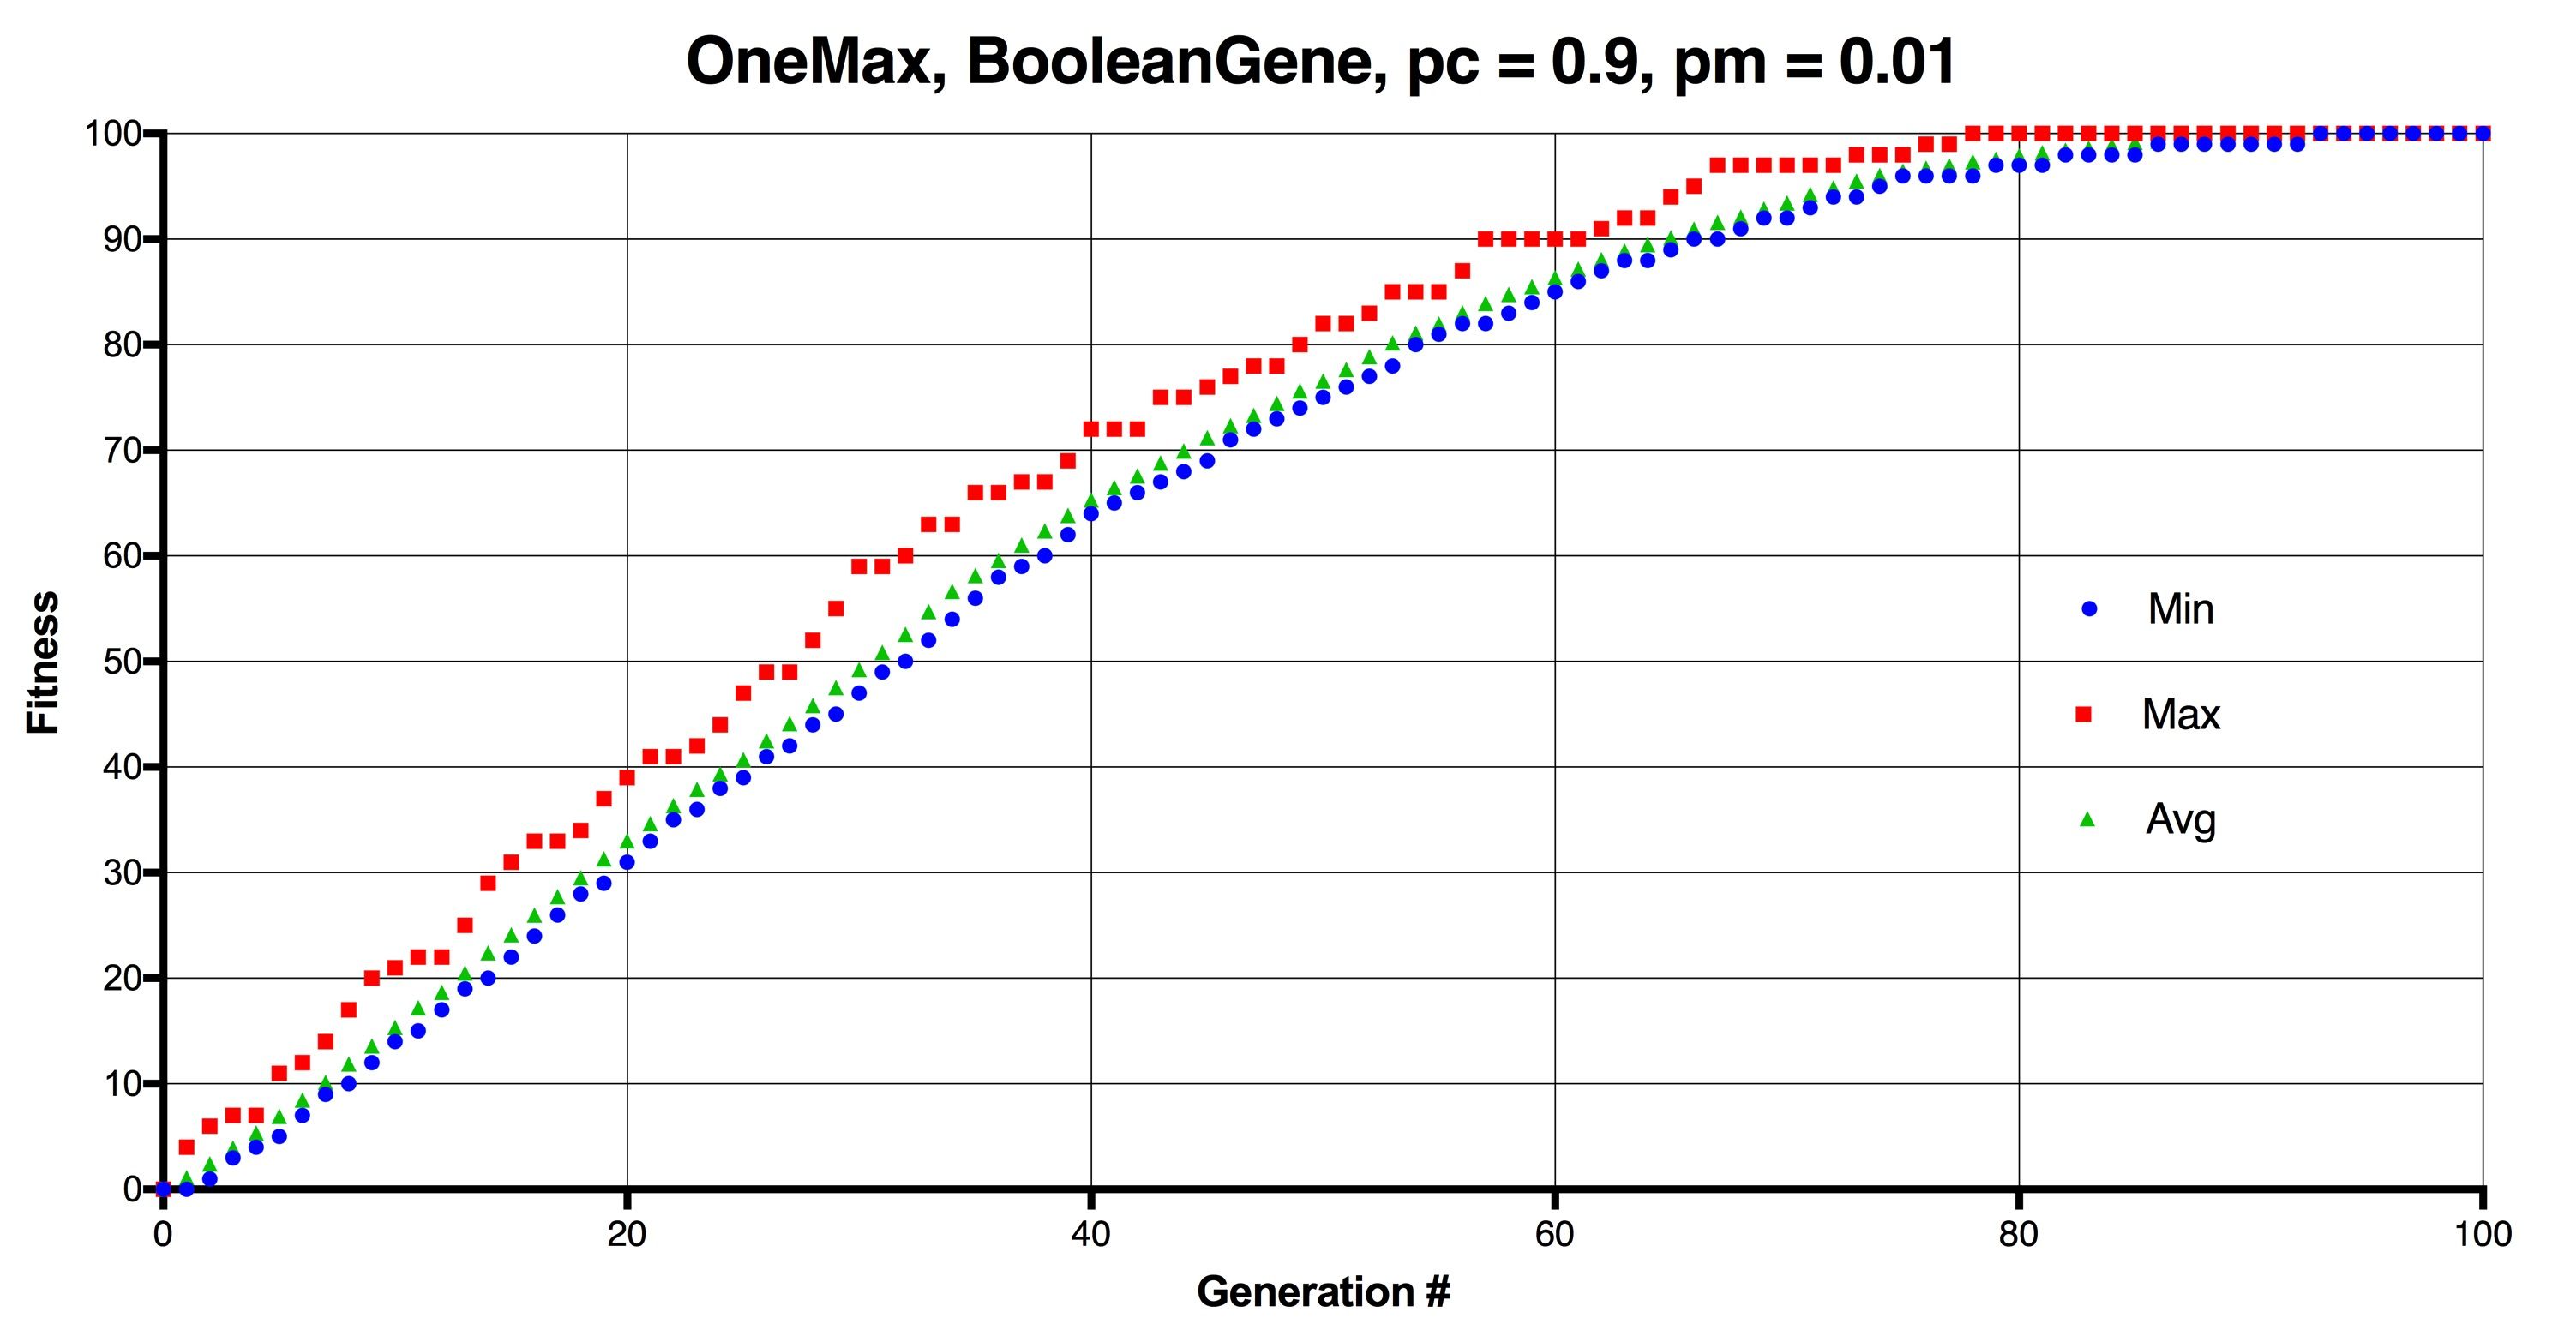 OneMax, BooleanGene, pc = 0.9, pm = 0.01
100
90
80
70
60
50
40
30
20
10
0
Fitness
Min
Max
Avg
0 20 40 60 80 100
Generation #